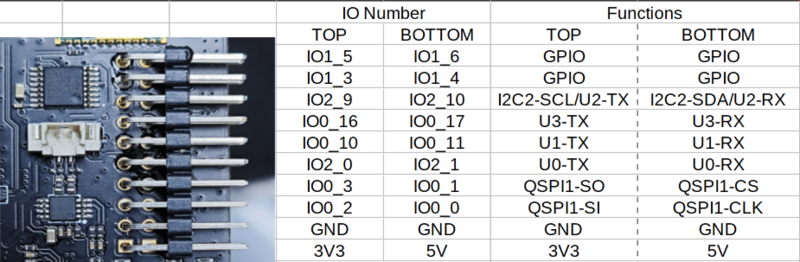 IO Number Functions
TOP BOTTOM TOP BOTTOM
IO1_5 IO1_6 GPIO GPIO
IO1_3 IO1_4 GPIO GPIO
IO2_9 IO2_10 I2C2-SCL/U2-TX I2C2-SDA/U2-RX
IO0_16 IO0_17 U3-TX U3-RX
IO0_10 IO0_11 U1-TX U1-RX
IO2_0 IO2_1 U0-TX U0-RX
IO0_3 IO0_1 QSPI1-SO QSPI1-CS
IO0_2 IO0_0 QSPI1-SI QSPI1-CLK
GND GND GND GND
3V3 5V 3V3 5V